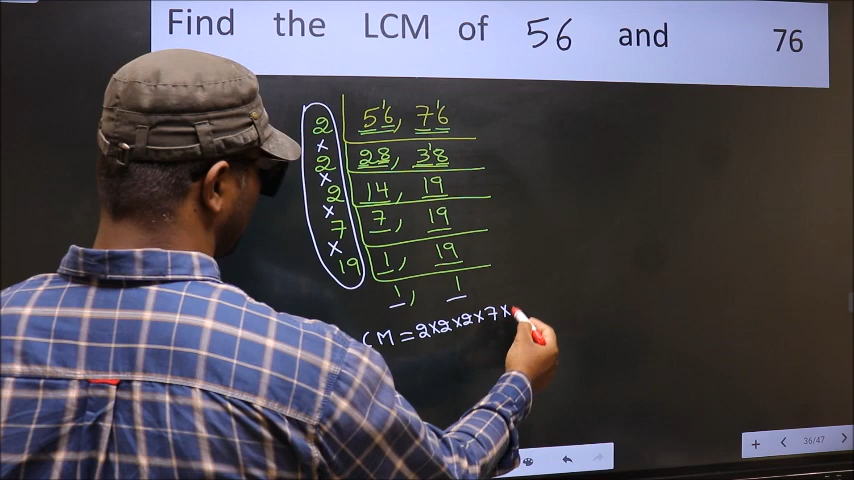 Find the LCM of 56 and 76
2 | 56, 76
×
2 | 28, 38
×
2 | 14, 19
×
7 | 7, 19
×
19 | 1, 19
1, 1
CM = 2×2×2×7×
36/47